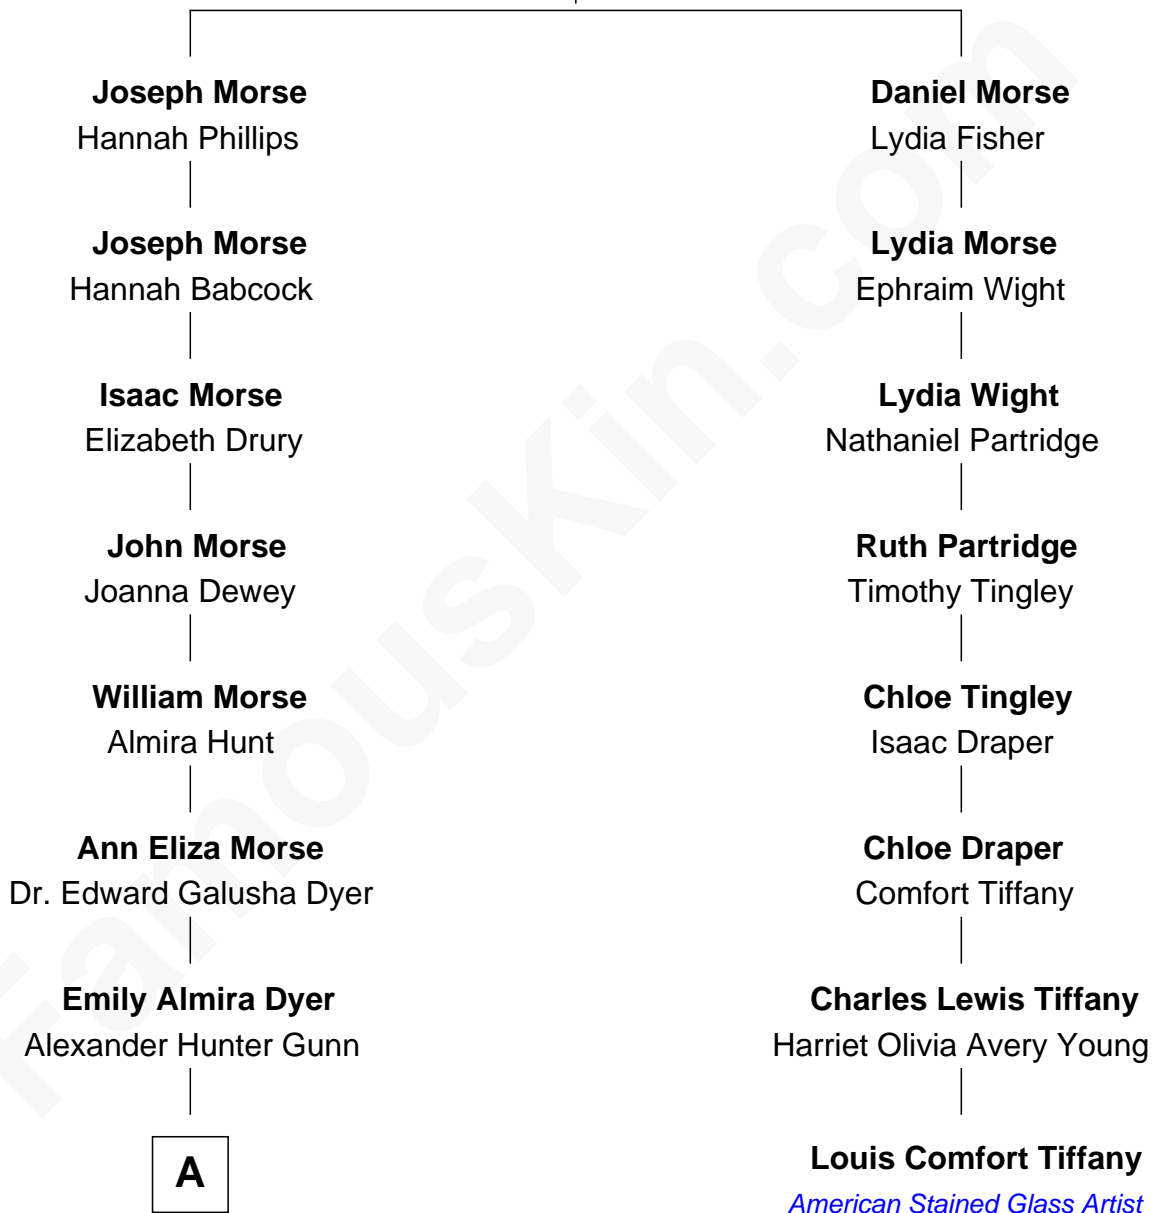 Joseph Morse
Hannah Phillips
Joseph Morse
Hannah Babcock
Isaac Morse
Elizabeth Drury
John Morse
Joanna Dewey
William Morse
Almira Hunt
Ann Eliza Morse
Dr. Edward Galusha Dyer
Emily Almira Dyer
Alexander Hunter Gunn
A
Daniel Morse
Lydia Fisher
Lydia Morse
Ephraim Wight
Lydia Wight
Nathaniel Partridge
Ruth Partridge
Timothy Tingley
Chloe Tingley
Isaac Draper
Chloe Draper
Comfort Tiffany
Charles Lewis Tiffany
Harriet Olivia Avery Young
Louis Comfort Tiffany
American Stained Glass Artist
FamousKin.com